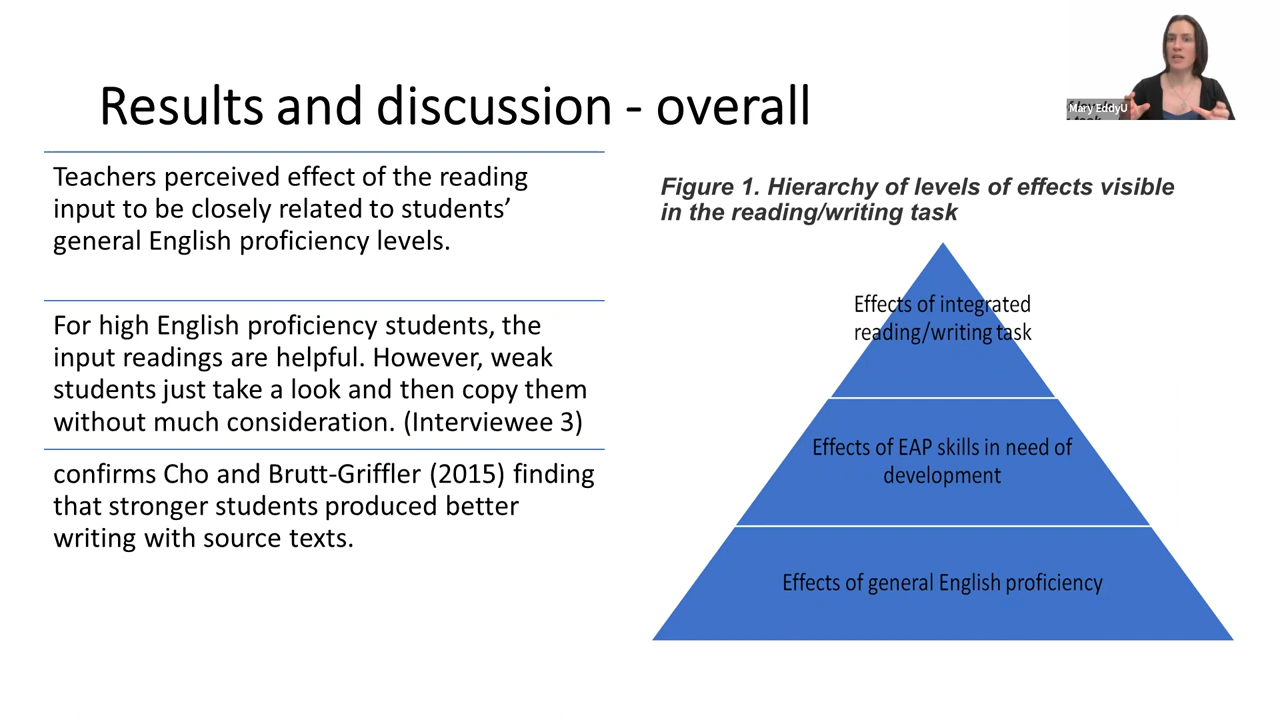 Results and discussion - overall
Mary EddyU
Teachers perceived effect of the reading
input to be closely related to students’
general English proficiency levels.
For high English proficiency students, the
input readings are helpful. However, weak
students just take a look and then copy them
without much consideration. (Interviewee 3)
confirms Cho and Brutt-Griffler (2015) finding
that stronger students produced better
writing with source texts.
Figure 1. Hierarchy of levels of effects visible
in the reading/writing task
Effects of integrated
reading/writing task
Effects of EAP skills in need of
development
Effects of general English proficiency